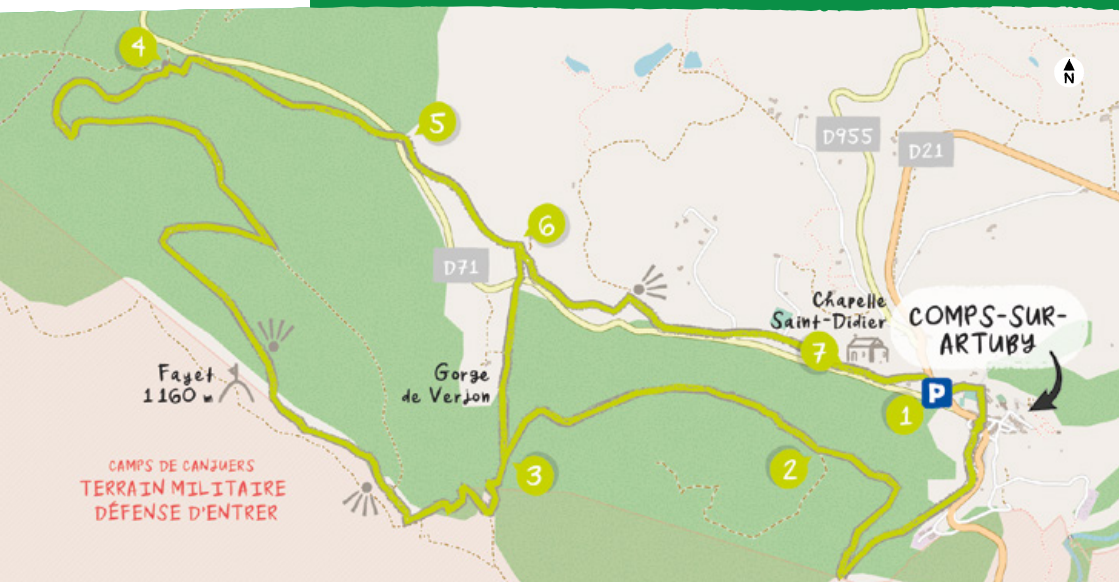 N
4
5
D955
D21
6
D71
Chapelle
Saint-Didier
COMPS-SUR-
ARTUBY
7
P
1
Fayet
1160 m
Gorge
de Verjon
2
3
CAMPS DE CANJUERS
TERRAIN MILITAIRE
DÉFENSE D'ENTRER